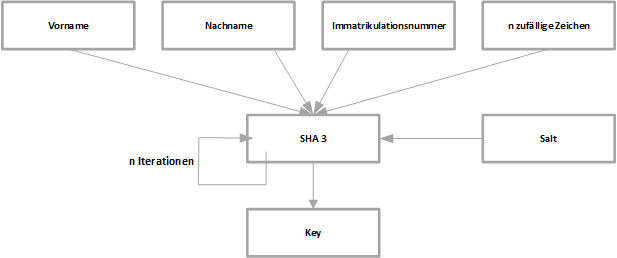 Vorname
Nachname
Immatrikulationsnummer
n zufällige Zeichen
SHA 3
Salt
n Iterationen
Key